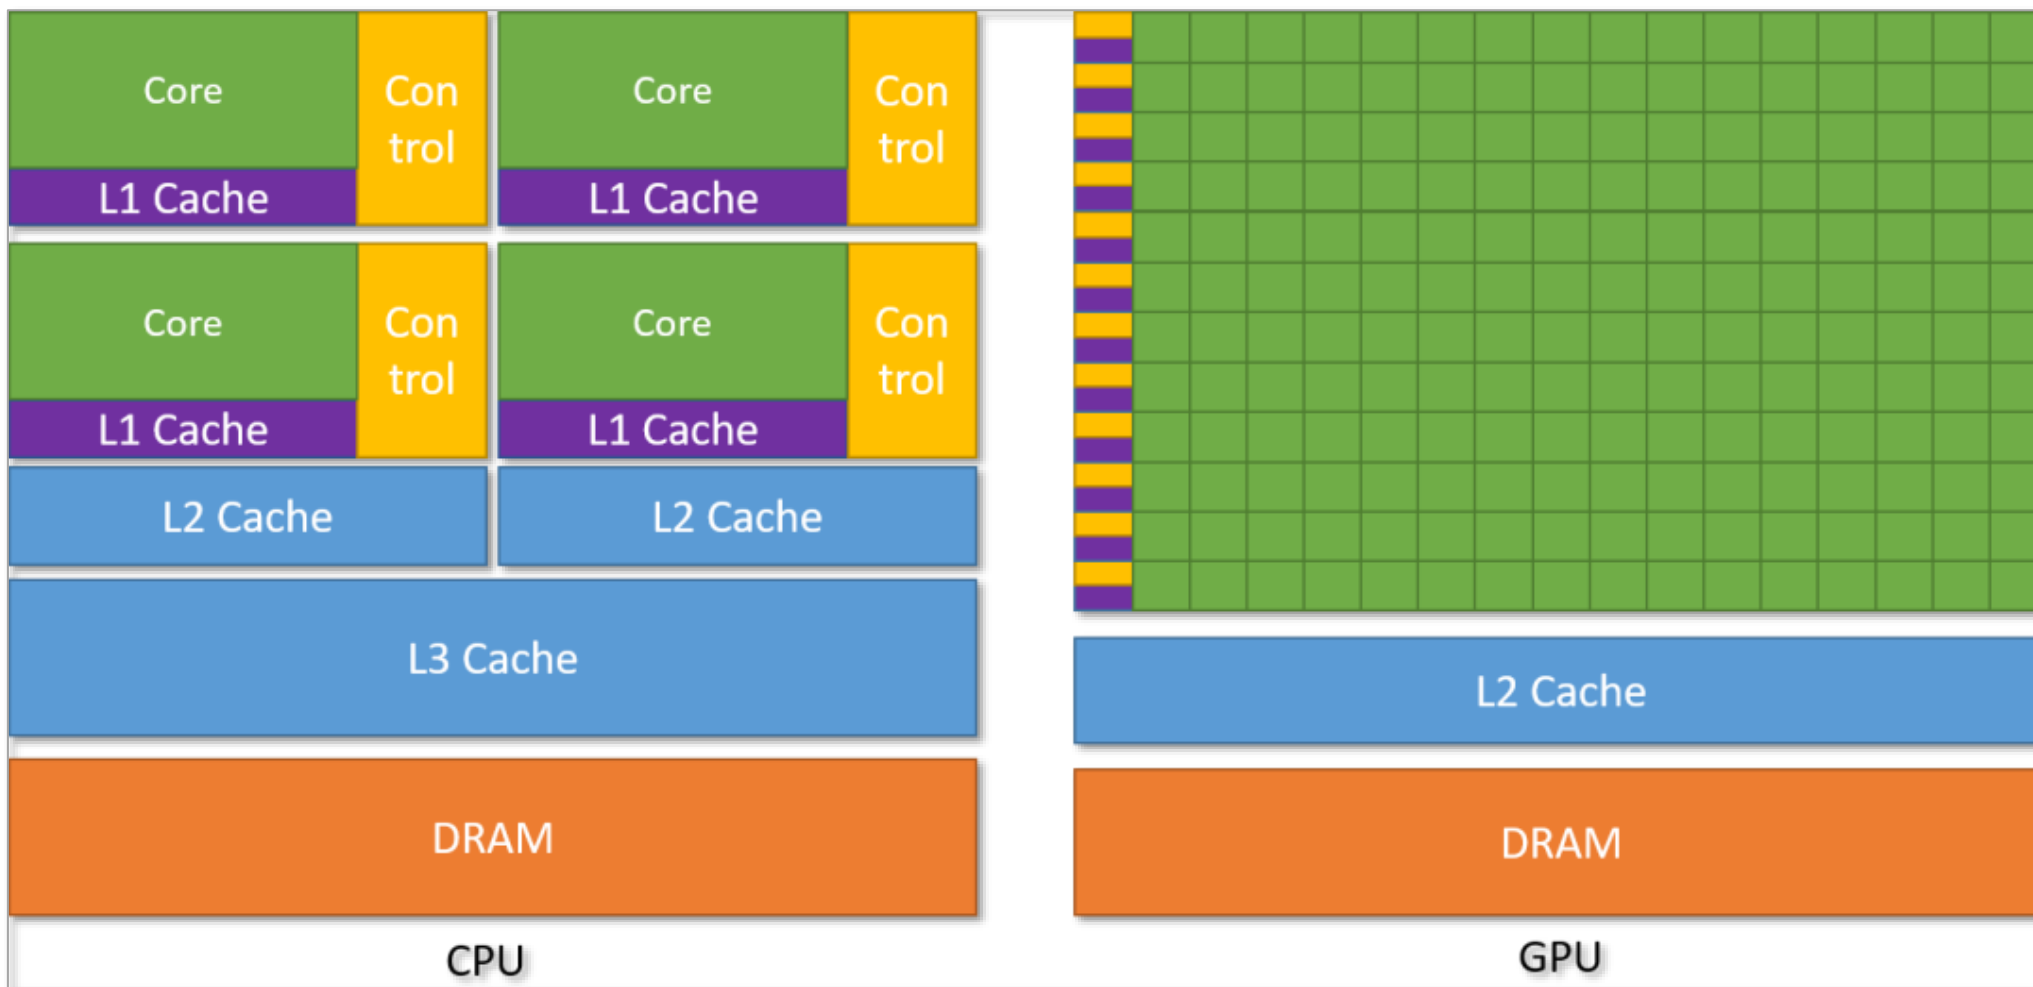 Core
Con
trol
Core
Con
trol
L1 Cache
L1 Cache
Core
Con
trol
Core
Con
trol
L1 Cache
L1 Cache
L2 Cache
L2 Cache
L3 Cache
L2 Cache
DRAM
DRAM
CPU
GPU